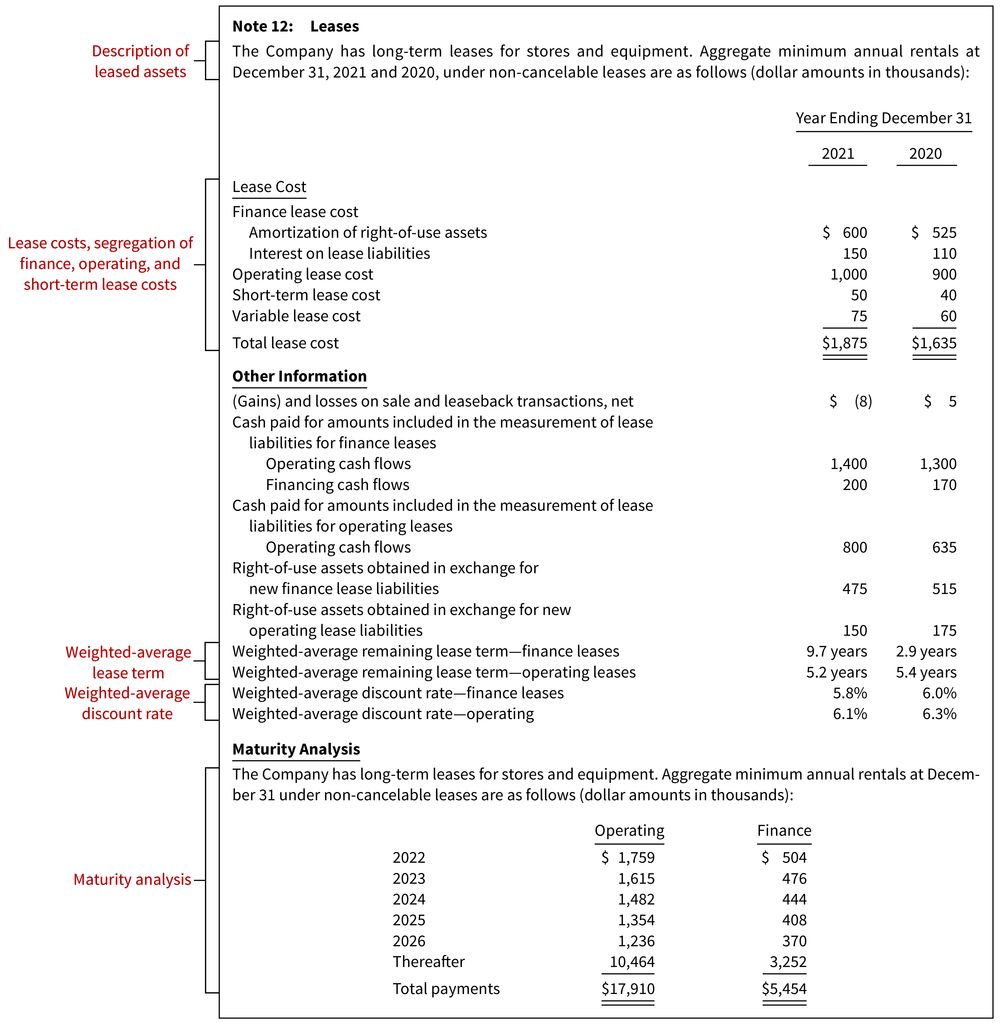 Note 12: Leases
Description of
leased assets
The Company has long-term leases for stores and equipment. Aggregate minimum annual rentals at
December 31, 2021 and 2020, under non-cancelable leases are as follows (dollar amounts in thousands):
Year Ending December 31
2021 2020
Lease costs, segregation of
finance, operating, and
short-term lease costs
Lease Cost
Finance lease cost
Amortization of right-of-use assets $ 600 $ 525
Interest on lease liabilities 150 110
Operating lease cost 1,000 900
Short-term lease cost 50 40
Variable lease cost 75 60
Total lease cost $1,875 $1,635
Other Information
(Gains) and losses on sale and leaseback transactions, net $ (8) $ 5
Cash paid for amounts included in the measurement of lease
liabilities for finance leases
Operating cash flows 1,400 1,300
Financing cash flows 200 170
Cash paid for amounts included in the measurement of lease
liabilities for operating leases
Operating cash flows 800 635
Right-of-use assets obtained in exchange for
new finance lease liabilities 475 515
Right-of-use assets obtained in exchange for new
operating lease liabilities 150 175
Weighted-average
lease term
Weighted-average remaining lease term—finance leases 9.7 years 2.9 years
Weighted-average remaining lease term—operating leases 5.2 years 5.4 years
Weighted-average
discount rate
Weighted-average discount rate—finance leases 5.8% 6.0%
Weighted-average discount rate—operating 6.1% 6.3%
Maturity Analysis
The Company has long-term leases for stores and equipment. Aggregate minimum annual rentals at Decem-
ber 31 under non-cancelable leases are as follows (dollar amounts in thousands):
Maturity analysis
Operating Finance
2022 $ 1,759 $ 504
2023 1,615 476
2024 1,482 444
2025 1,354 408
2026 1,236 370
Thereafter 10,464 3,252
Total payments $17,910 $5,454